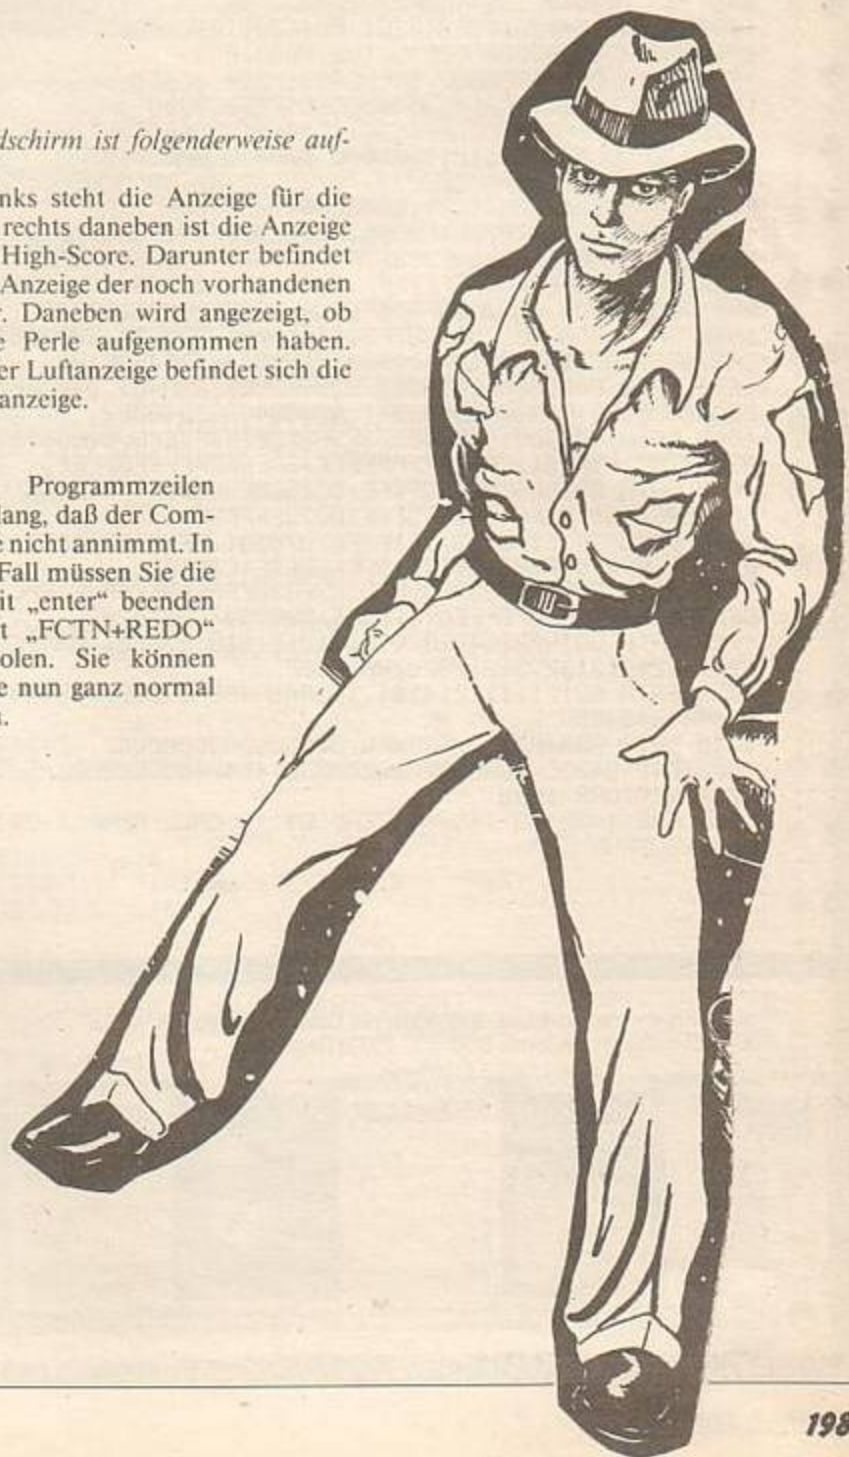 dschirm ist folgenderweise auf-
nks steht die Anzeige für die
rechts daneben ist die Anzeige
High-Score. Darunter befindet
Anzeige der noch vorhandenen
r. Daneben wird angezeigt, ob
e Perle aufgenommen haben.
er Luftanzeige befindet sich die
anzeige.
Programmzeilen
lang, daß der Com-
e nicht annimmt. In
Fall müssen Sie die
it „enter“ beenden
t „FCTN+REDO“
olen. Sie können
e nun ganz normal
198